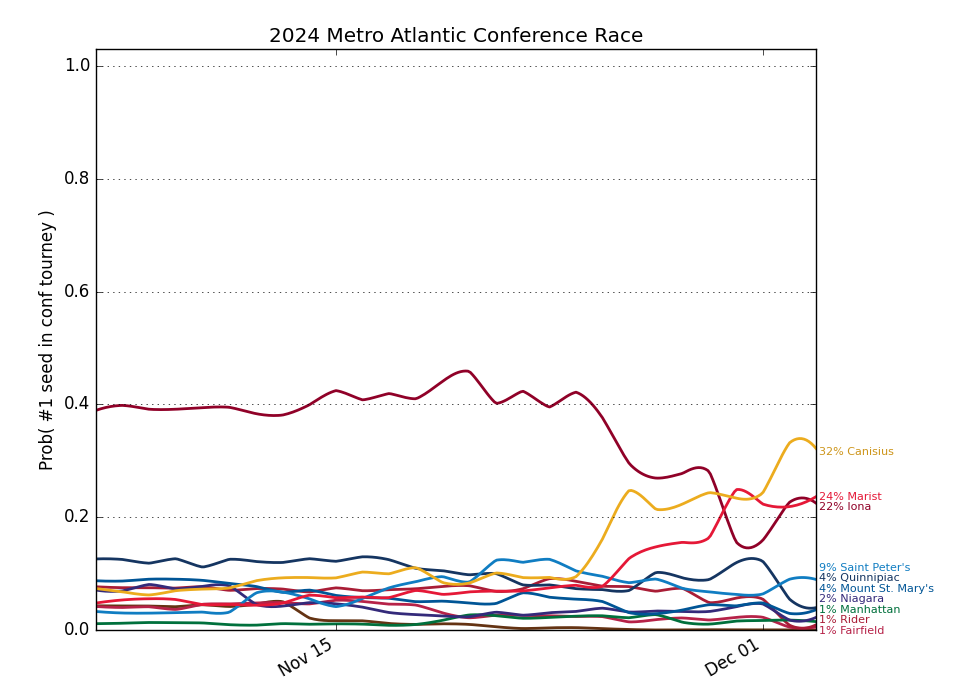 2024 Metro Atlantic Conference Race
Prob( #1 seed in conf tourney )
1.0
0.8
0.6
0.4
0.2
0.0
Nov 15
Dec 01
32% Canisius
24% Marist
22% Iona
9% Saint Peter's
4% Quinnipiac
4% Mount St. Mary's
2% Niagara
1% Manhattan
1% Rider
1% Fairfield